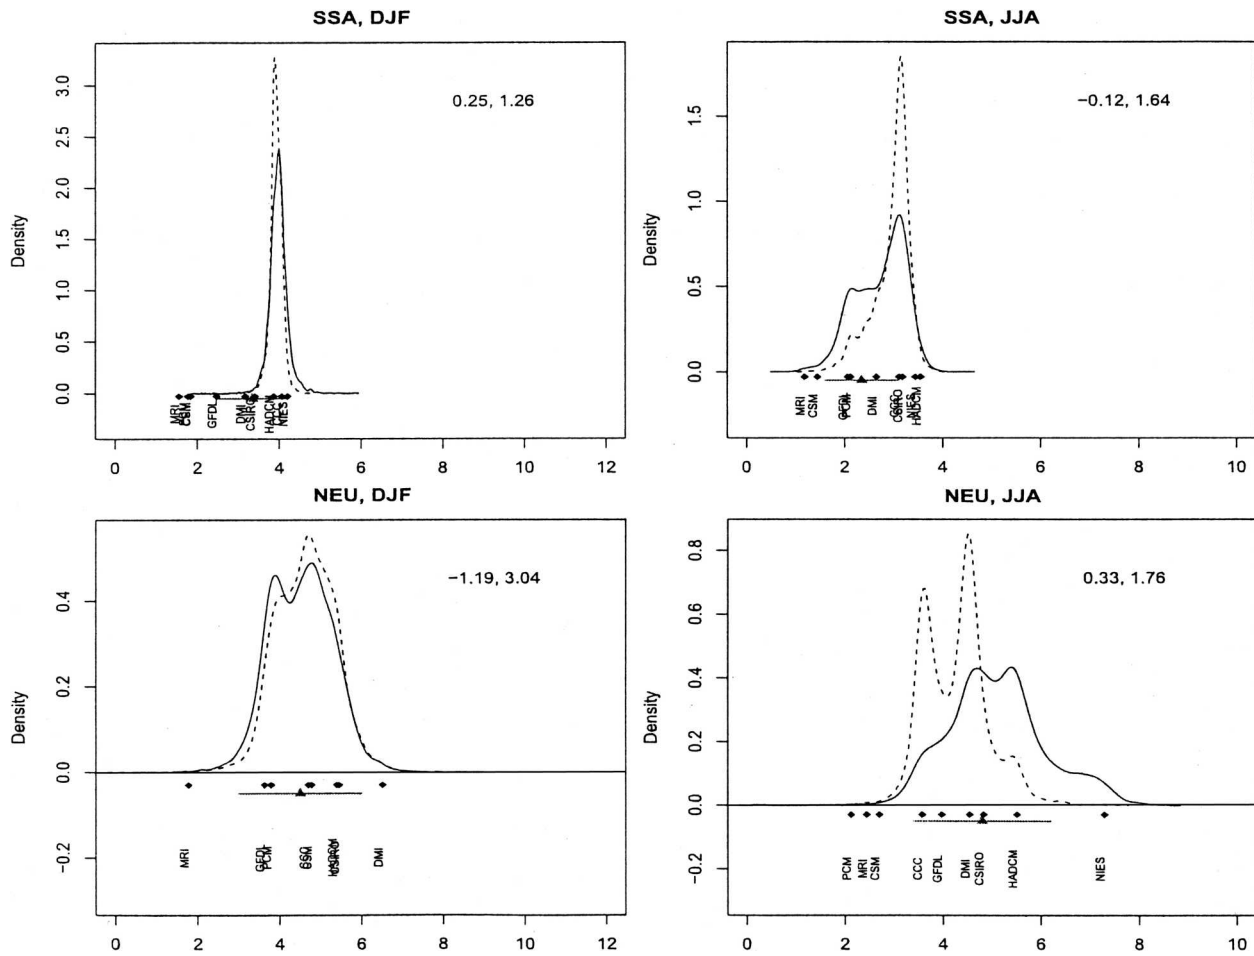 SSA, DJF
Density
0.0 0.5 1.0 1.5 2.0 2.5 3.0
0.25, 1.26
MRI CSM GFDL DMI CSIRO HADCM NIES
0 2 4 6 8 10 12
SSA, JJA
Density
0.0 0.5 1.0 1.5
−0.12, 1.64
MRI CSM GFDL PCM DMI CSIRO NIES HADCM
0 2 4 6 8 10
NEU, DJF
Density
−0.2 0.0 0.2 0.4
−1.19, 3.04
MRI GFDL PCM CSM HADCM CSIRO DMI
0 2 4 6 8 10 12
NEU, JJA
Density
−0.2 0.0 0.2 0.4 0.6 0.8
0.33, 1.76
PCM MRI CSM CCC GFDL DMI CSIRO HADCM NIES
0 2 4 6 8 10